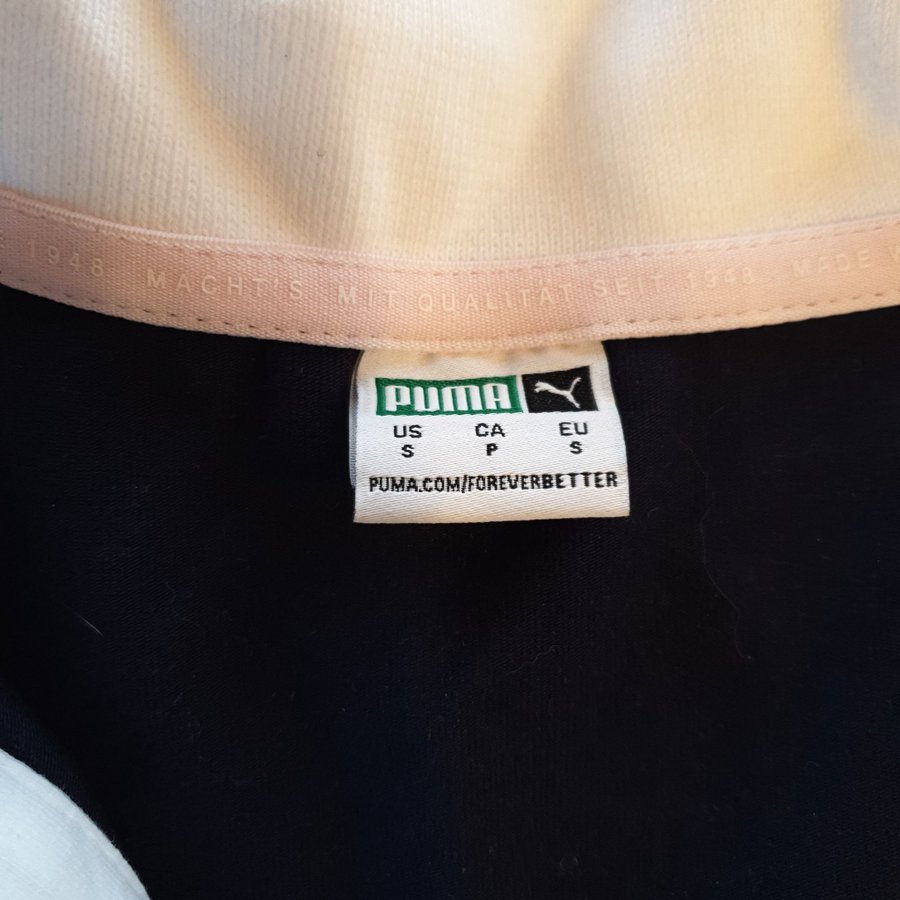 1948 MACHT'S MIT QUALITÄT SEIT 1948 MADE
PUMA
US CA EU
S P S
PUMA.COM/FOREVERBETTER